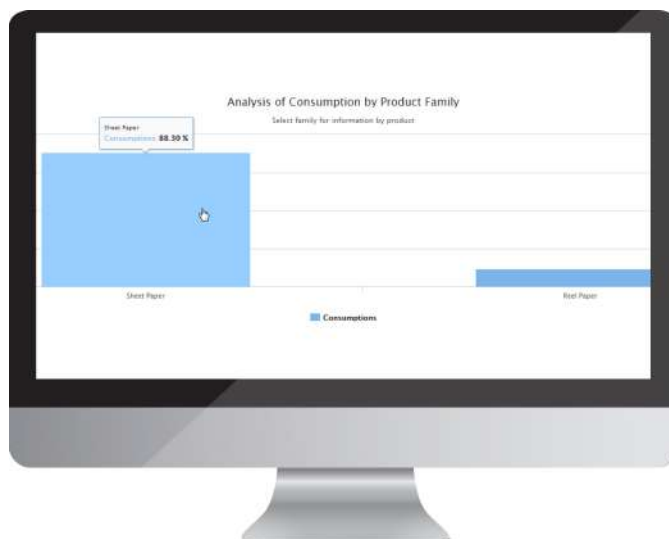 Analysis of Consumption by Product Family
Select family for information by product
Sheet Paper
Consumptions 88.30 %
Sheet Paper
Reel Paper
Consumptions